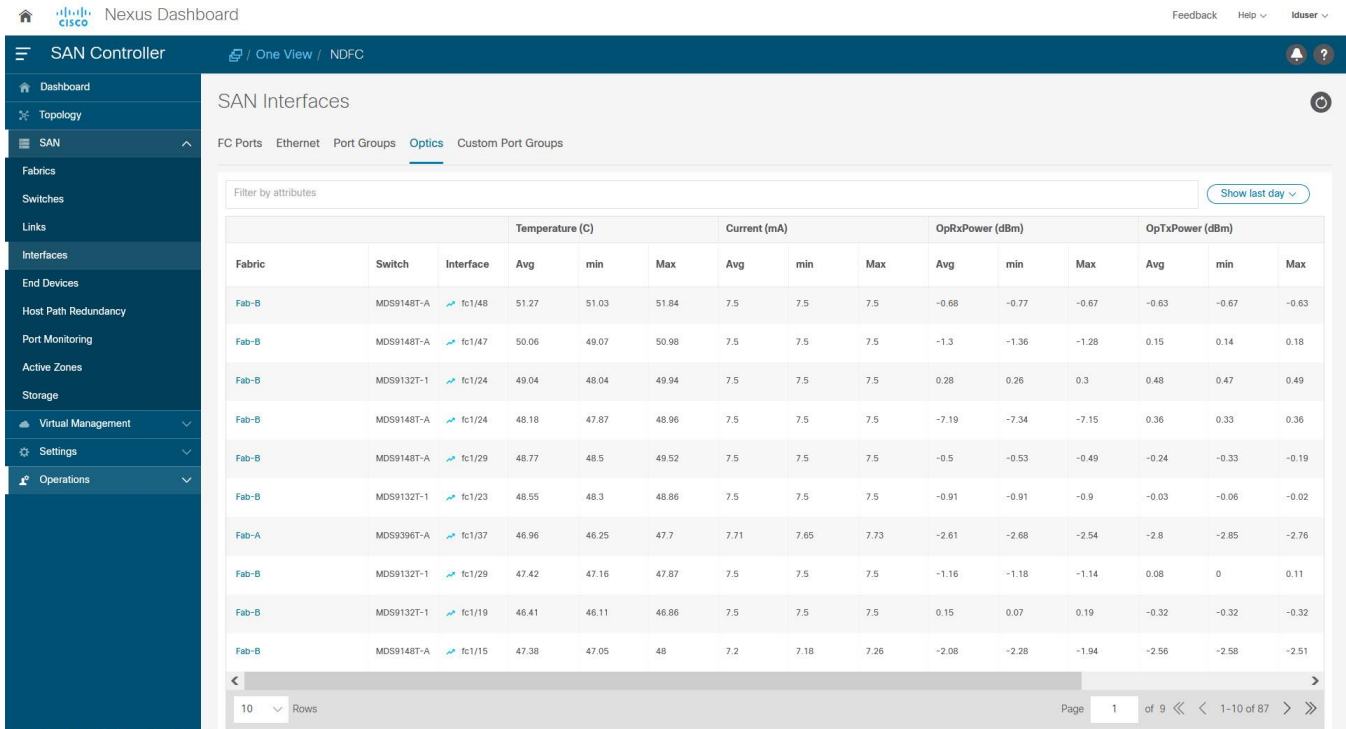 CISCO Nexus Dashboard Feedback Help lduser
SAN Controller / One View / NDFC ?
Dashboard
Topology
SAN
Fabrics
Switches
Links
Interfaces
End Devices
Host Path Redundancy
Port Monitoring
Active Zones
Storage
Virtual Management
Settings
Operations
SAN Interfaces
FC Ports Ethernet Port Groups Optics Custom Port Groups
Filter by attributes Show last day
Temperature (C) Current (mA) OpRxPower (dBm) OpTxPower (dBm)
Fabric Switch Interface Avg min Max Avg min Max Avg min Max Avg min Max
Fab-B MDS9148T-A fc1/48 51.27 51.03 51.84 7.5 7.5 7.5 -0.68 -0.77 -0.67 -0.63 -0.67 -0.63
Fab-B MDS9148T-A fc1/47 50.06 49.07 50.98 7.5 7.5 7.5 -1.3 -1.36 -1.28 0.15 0.14 0.18
Fab-B MDS9132T-1 fc1/24 49.04 48.04 49.94 7.5 7.5 7.5 0.28 0.26 0.3 0.48 0.47 0.49
Fab-B MDS9148T-A fc1/24 48.18 47.87 48.96 7.5 7.5 7.5 -7.19 -7.34 -7.15 0.36 0.33 0.36
Fab-B MDS9148T-A fc1/29 48.77 48.5 49.52 7.5 7.5 7.5 -0.5 -0.53 -0.49 -0.24 -0.33 -0.19
Fab-B MDS9132T-1 fc1/23 48.55 48.3 48.86 7.5 7.5 7.5 -0.91 -0.91 -0.9 -0.03 -0.06 -0.02
Fab-A MDS9396T-A fc1/37 46.96 46.25 47.7 7.71 7.65 7.73 -2.61 -2.68 -2.54 -2.8 -2.85 -2.76
Fab-B MDS9132T-1 fc1/29 47.42 47.16 47.87 7.5 7.5 7.5 -1.16 -1.18 -1.14 0.08 0 0.11
Fab-B MDS9132T-1 fc1/19 46.41 46.11 46.86 7.5 7.5 7.5 0.15 0.07 0.19 -0.32 -0.32 -0.32
Fab-B MDS9148T-A fc1/15 47.38 47.05 48 7.2 7.18 7.26 -2.08 -2.28 -1.94 -2.56 -2.58 -2.51
10 Rows Page 1 of 9 1-10 of 87